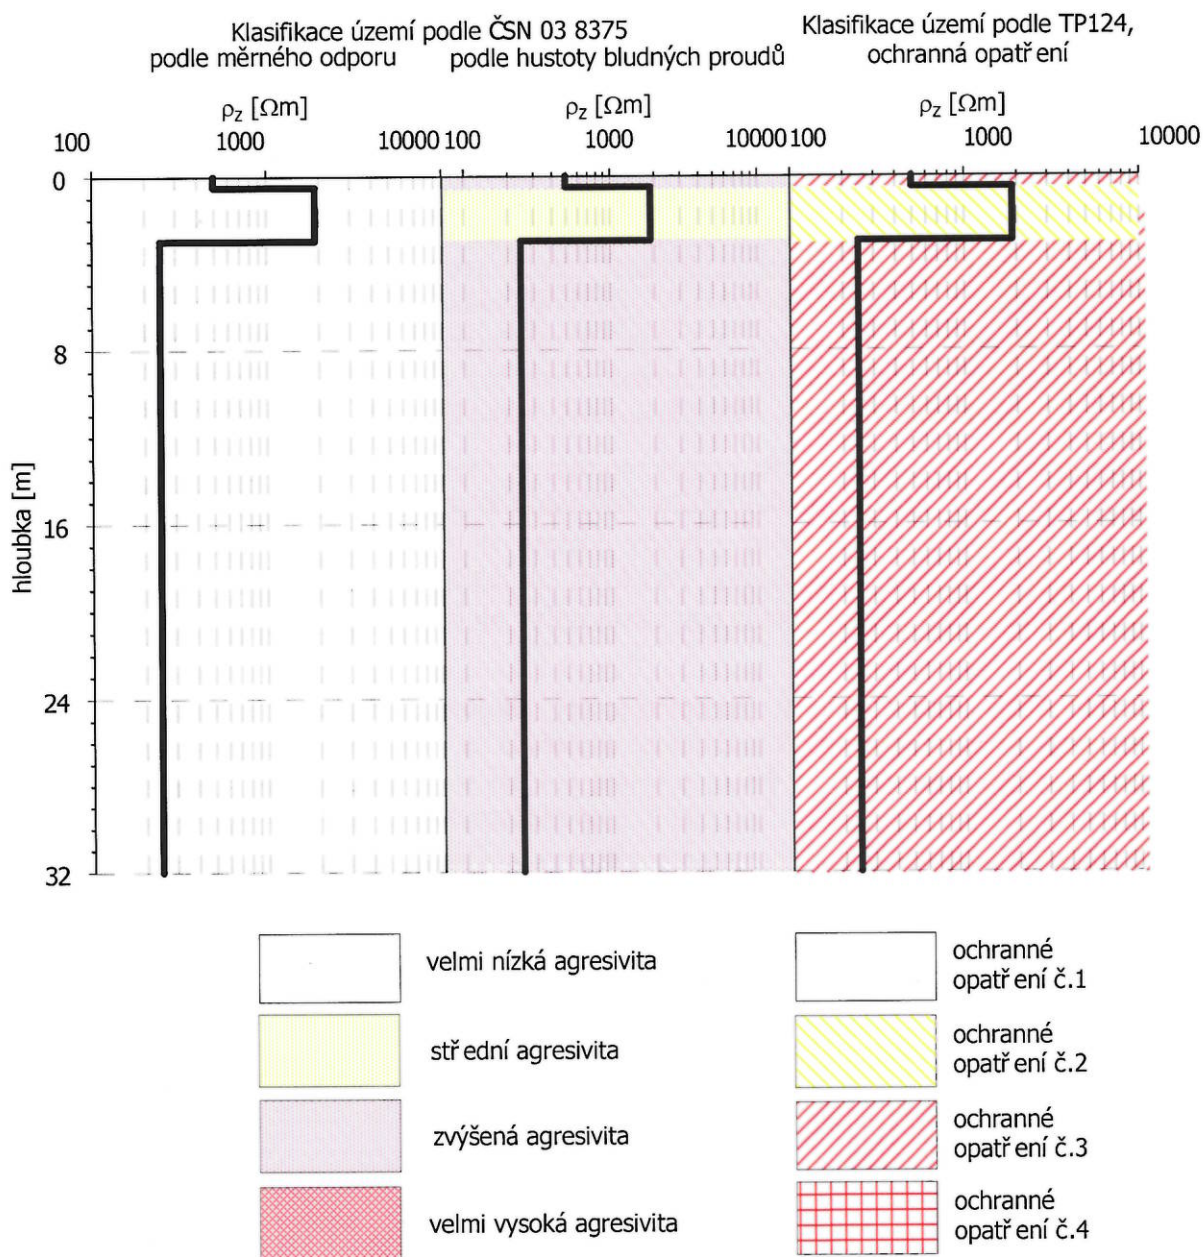 Klasifikace území podle ČSN 03 8375
podle měrného odporu
podle hustoty bludných proudů
Klasifikace území podle TP124,
ochranná opatření
ρz [Ωm]
ρz [Ωm]
ρz [Ωm]
100 1000 10000 100 1000 10000 100 1000 10000
0
8
16
24
32
hloubka [m]
velmi nízká agresivita
střední agresivita
zvýšená agresivita
velmi vysoká agresivita
ochranné
opatření č.1
ochranné
opatření č.2
ochranné
opatření č.3
ochranné
opatření č.4